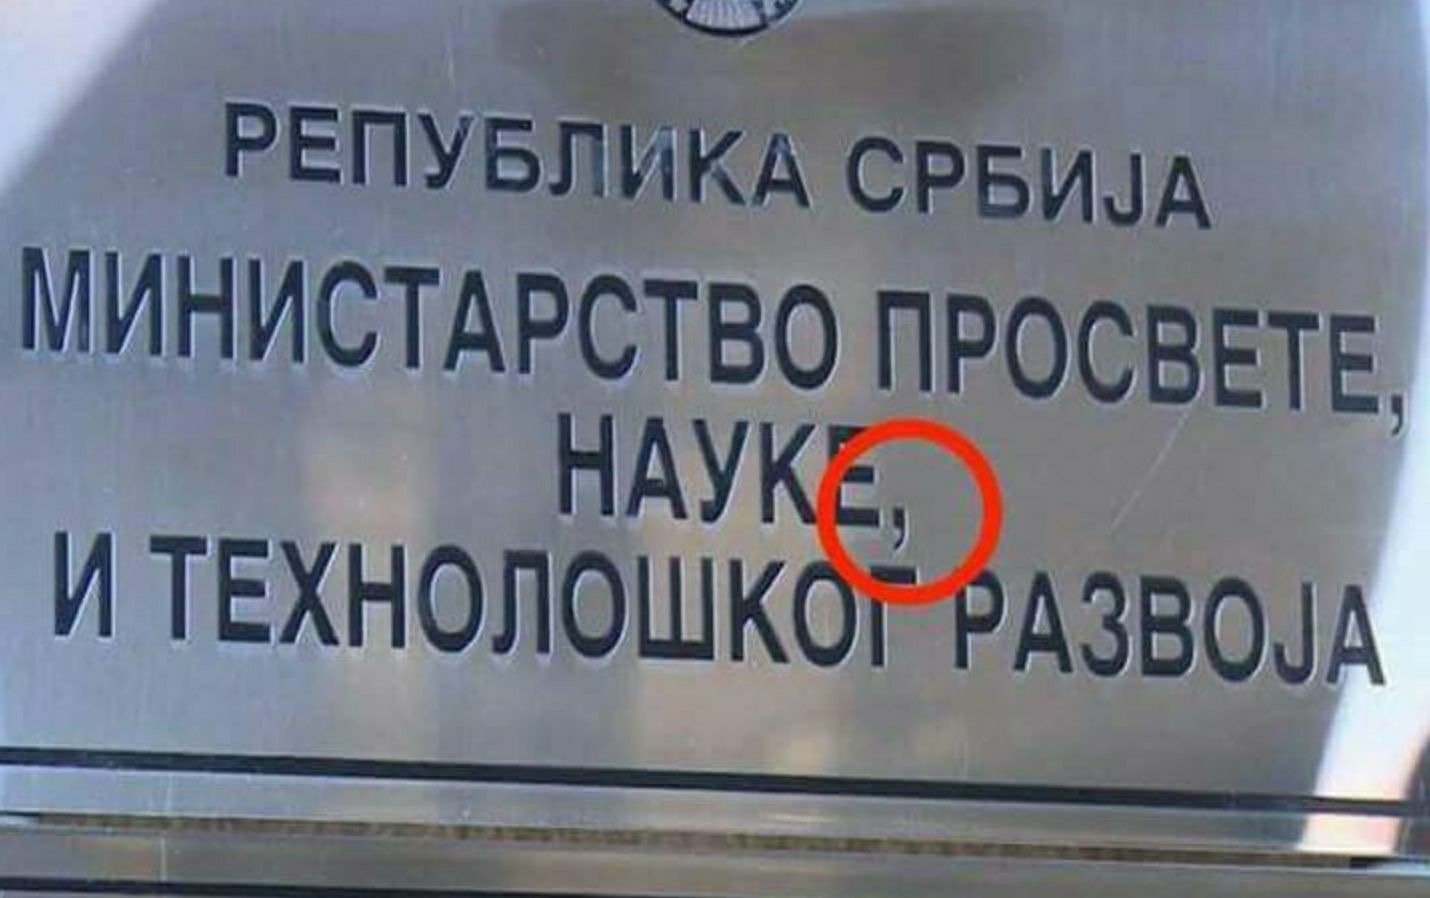 РЕПУБЛИКА СРБИЈА
МИНИСТАРСТВО ПРОСВЕТЕ,
НАУКЕ,
И ТЕХНОЛОШКОГ РАЗВОЈА